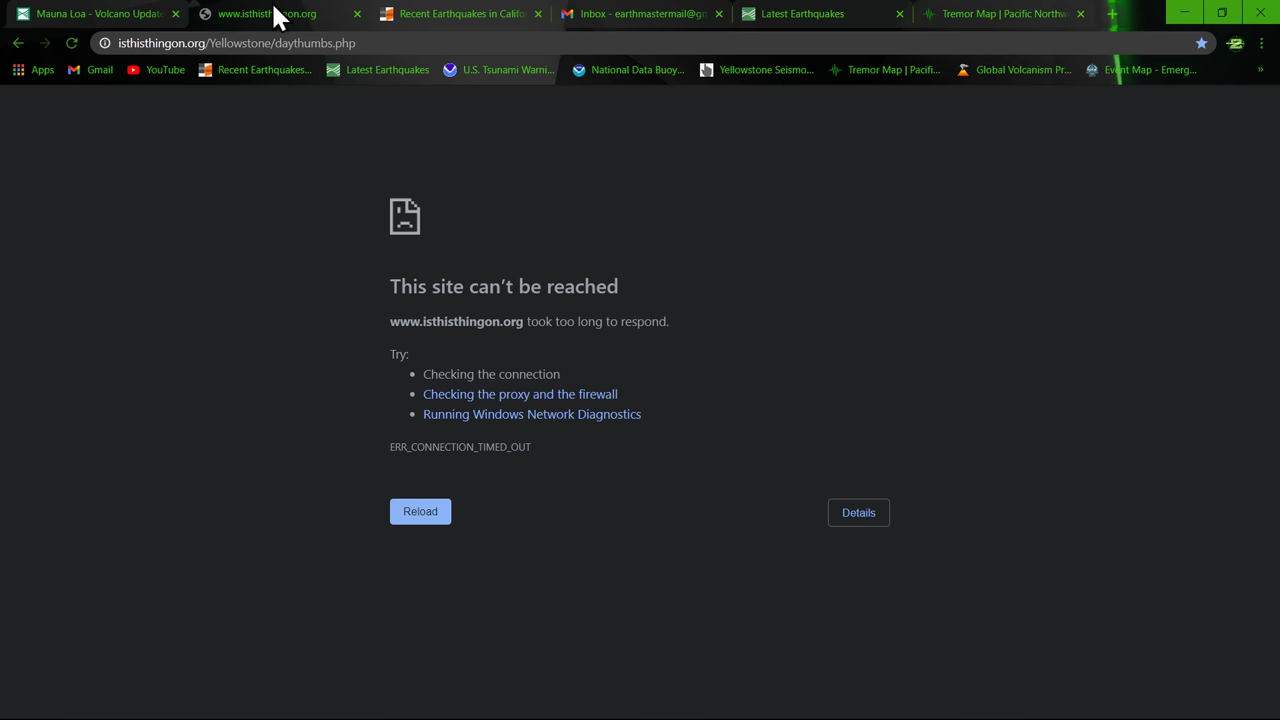 Mauna Loa - Volcano Update
www.isthisthingon.org
Recent Earthquakes in Califo
Inbox - earthmastermail@gm
Latest Earthquakes
Tremor Map | Pacific Northwe
isthisthingon.org/Yellowstone/daythumbs.php
Apps
Gmail
YouTube
Recent Earthquakes...
Latest Earthquakes
U.S. Tsunami Warni...
National Data Buoy...
Yellowstone Seismo...
Tremor Map | Pacifi...
Global Volcanism Pr...
Event Map - Emerg...
»
This site can't be reached
www.isthisthingon.org took too long to respond.
Try:
• Checking the connection
• Checking the proxy and the firewall
• Running Windows Network Diagnostics
ERR_CONNECTION_TIMED_OUT
Reload
Details